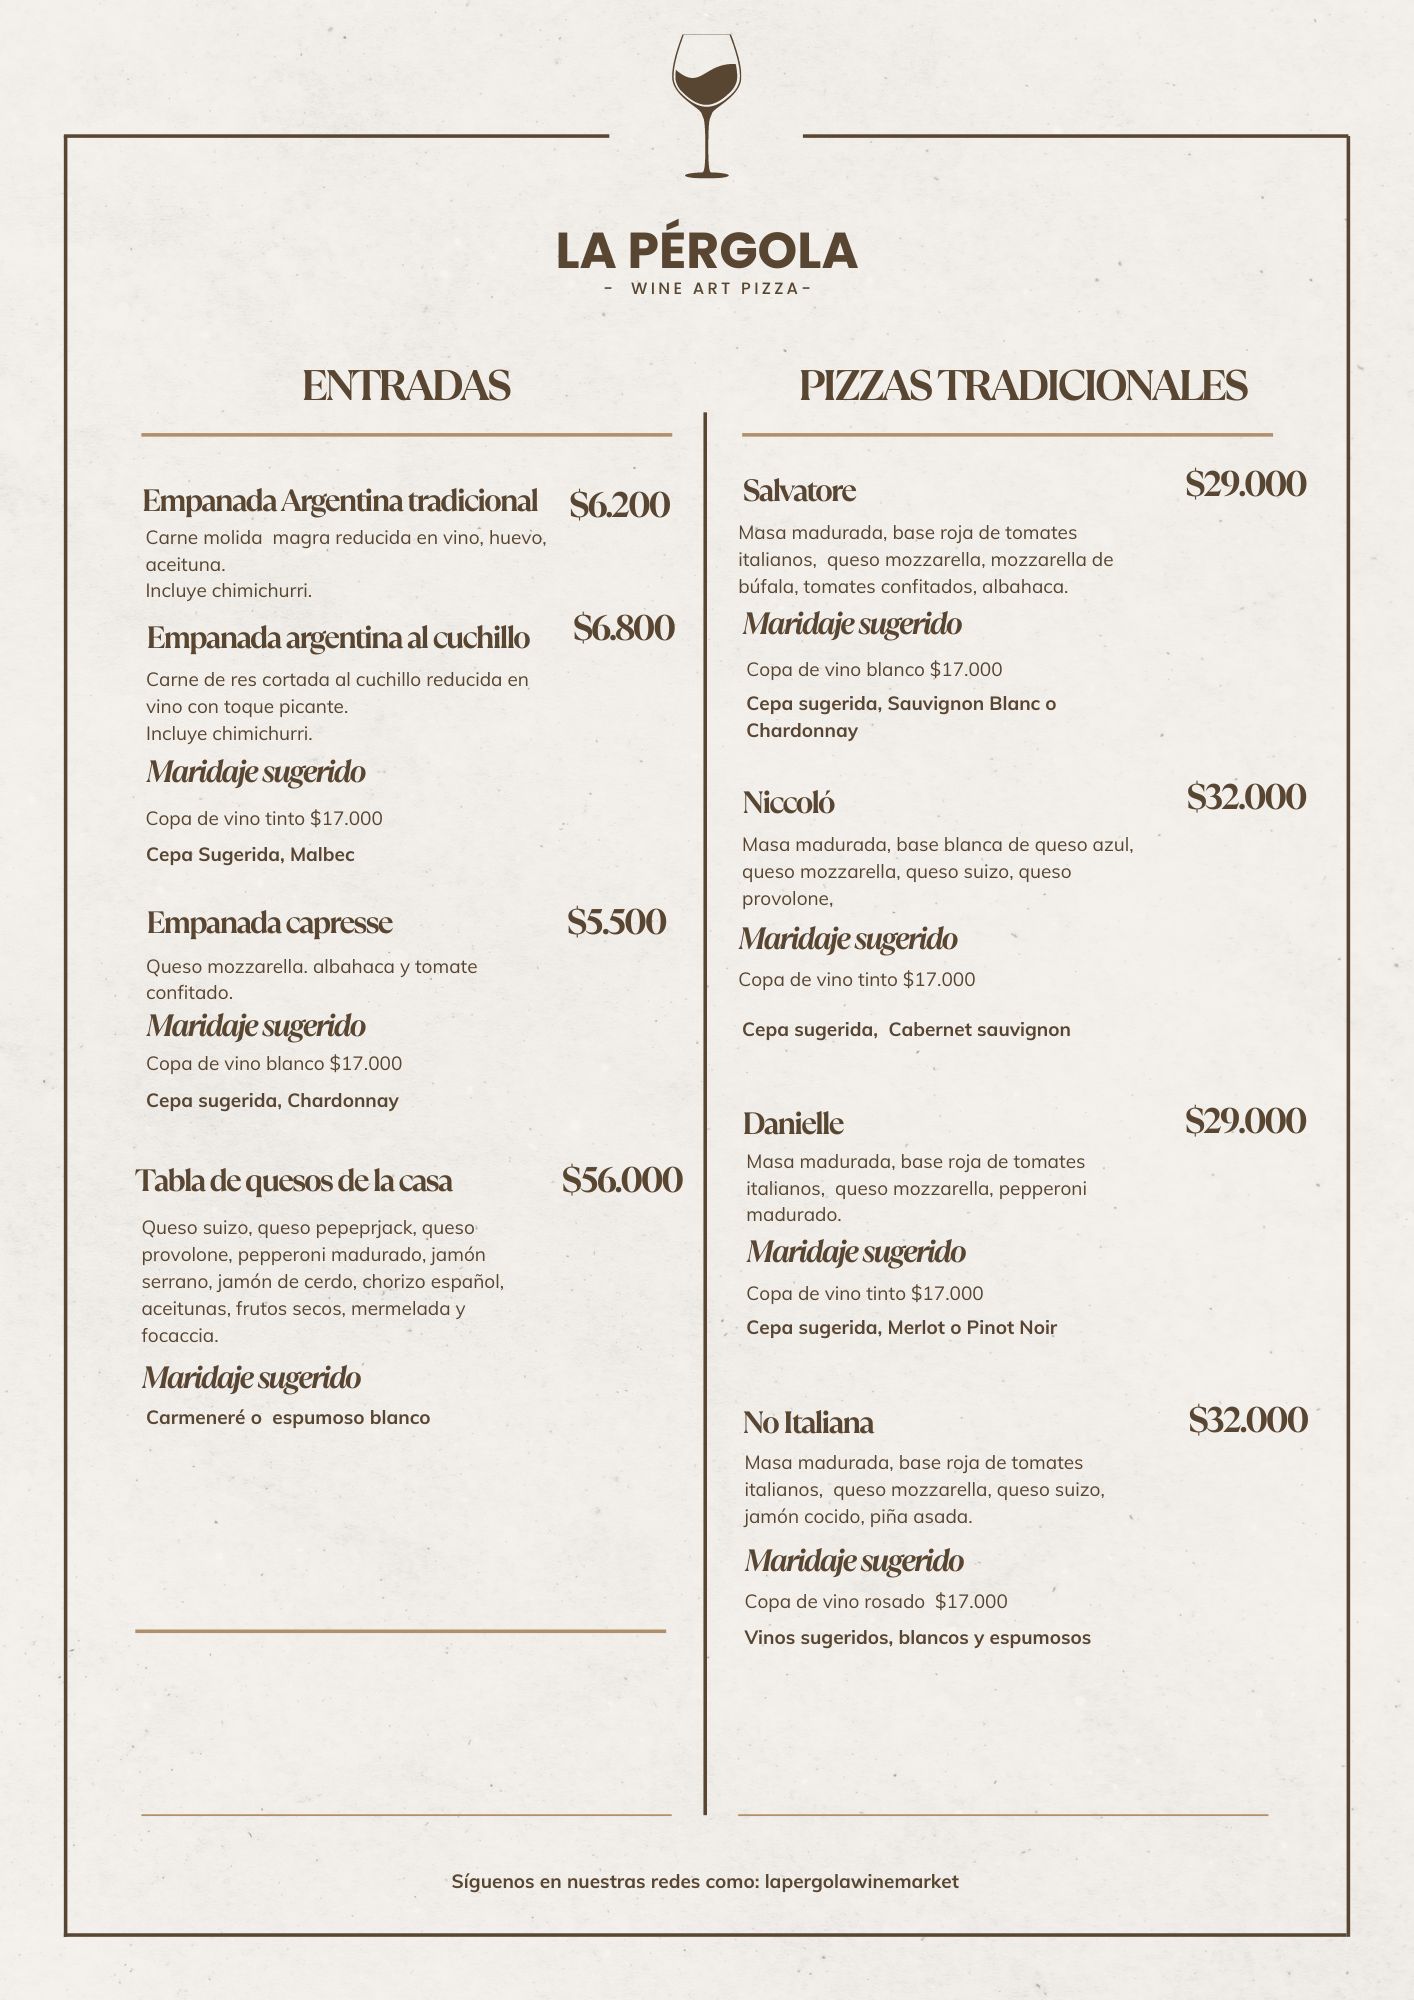 LA PÉRGOLA
- WINE ART PIZZA-
ENTRADAS
Empanada Argentina tradicional $6.200
Carne molida  magra reducida en vino, huevo,
aceituna.
Incluye chimichurri.
Empanada argentina al cuchillo $6.800
Carne de res cortada al cuchillo reducida en
vino con toque picante.
Incluye chimichurri.
Maridaje sugerido
Copa de vino tinto $17.000
Cepa Sugerida, Malbec
Empanada capresse $5.500
Queso mozzarella. albahaca y tomate
confitado.
Maridaje sugerido
Copa de vino blanco $17.000
Cepa sugerida, Chardonnay
Tabla de quesos de la casa $56.000
Queso suizo, queso pepeprjack, queso
provolone, pepperoni madurado, jamón
serrano, jamón de cerdo, chorizo español,
aceitunas, frutos secos, mermelada y
focaccia.
Maridaje sugerido
Carmeneré o  espumoso blanco
PIZZAS TRADICIONALES
Salvatore $29.000
Masa madurada, base roja de tomates
italianos,  queso mozzarella, mozzarella de
búfala, tomates confitados, albahaca.
Maridaje sugerido
Copa de vino blanco $17.000
Cepa sugerida, Sauvignon Blanc o
Chardonnay
Niccoló $32.000
Masa madurada, base blanca de queso azul,
queso mozzarella, queso suizo, queso
provolone,
Maridaje sugerido
Copa de vino tinto $17.000
Cepa sugerida,  Cabernet sauvignon
Danielle $29.000
Masa madurada, base roja de tomates
italianos,  queso mozzarella, pepperoni
madurado.
Maridaje sugerido
Copa de vino tinto $17.000
Cepa sugerida, Merlot o Pinot Noir
No Italiana $32.000
Masa madurada, base roja de tomates
italianos,  queso mozzarella, queso suizo,
jamón cocido, piña asada.
Maridaje sugerido
Copa de vino rosado  $17.000
Vinos sugeridos, blancos y espumosos
Síguenos en nuestras redes como: lapergolawinemarket